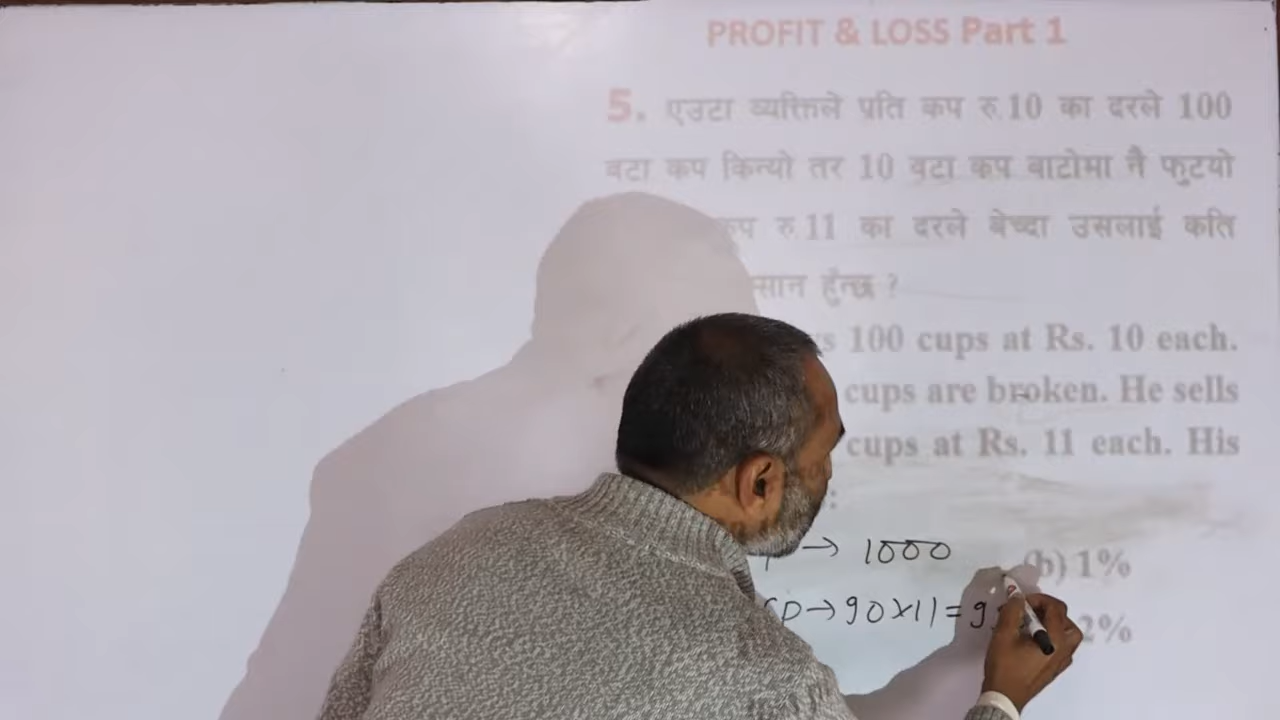 PROFIT & LOSS Part 1
5. एउटा व्यक्तिले प्रति कप रु.10 का दरले 100
वटा कप किन्यो तर 10 वटा कप बाटोमा नै फुटयो
कप रु.11 का दरले बेच्दा उसलाई कति
सान हुन्छ ?
100 cups at Rs. 10 each.
cups are broken. He sells
cups at Rs. 11 each. His
→ 1000
(b) 1%
SP → 90×11 =
2%